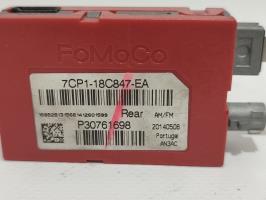 FoMoCo
7CP1-18C847-EA
Rear
AM/FM
P30761698
20140506
Portugal
AN3AC